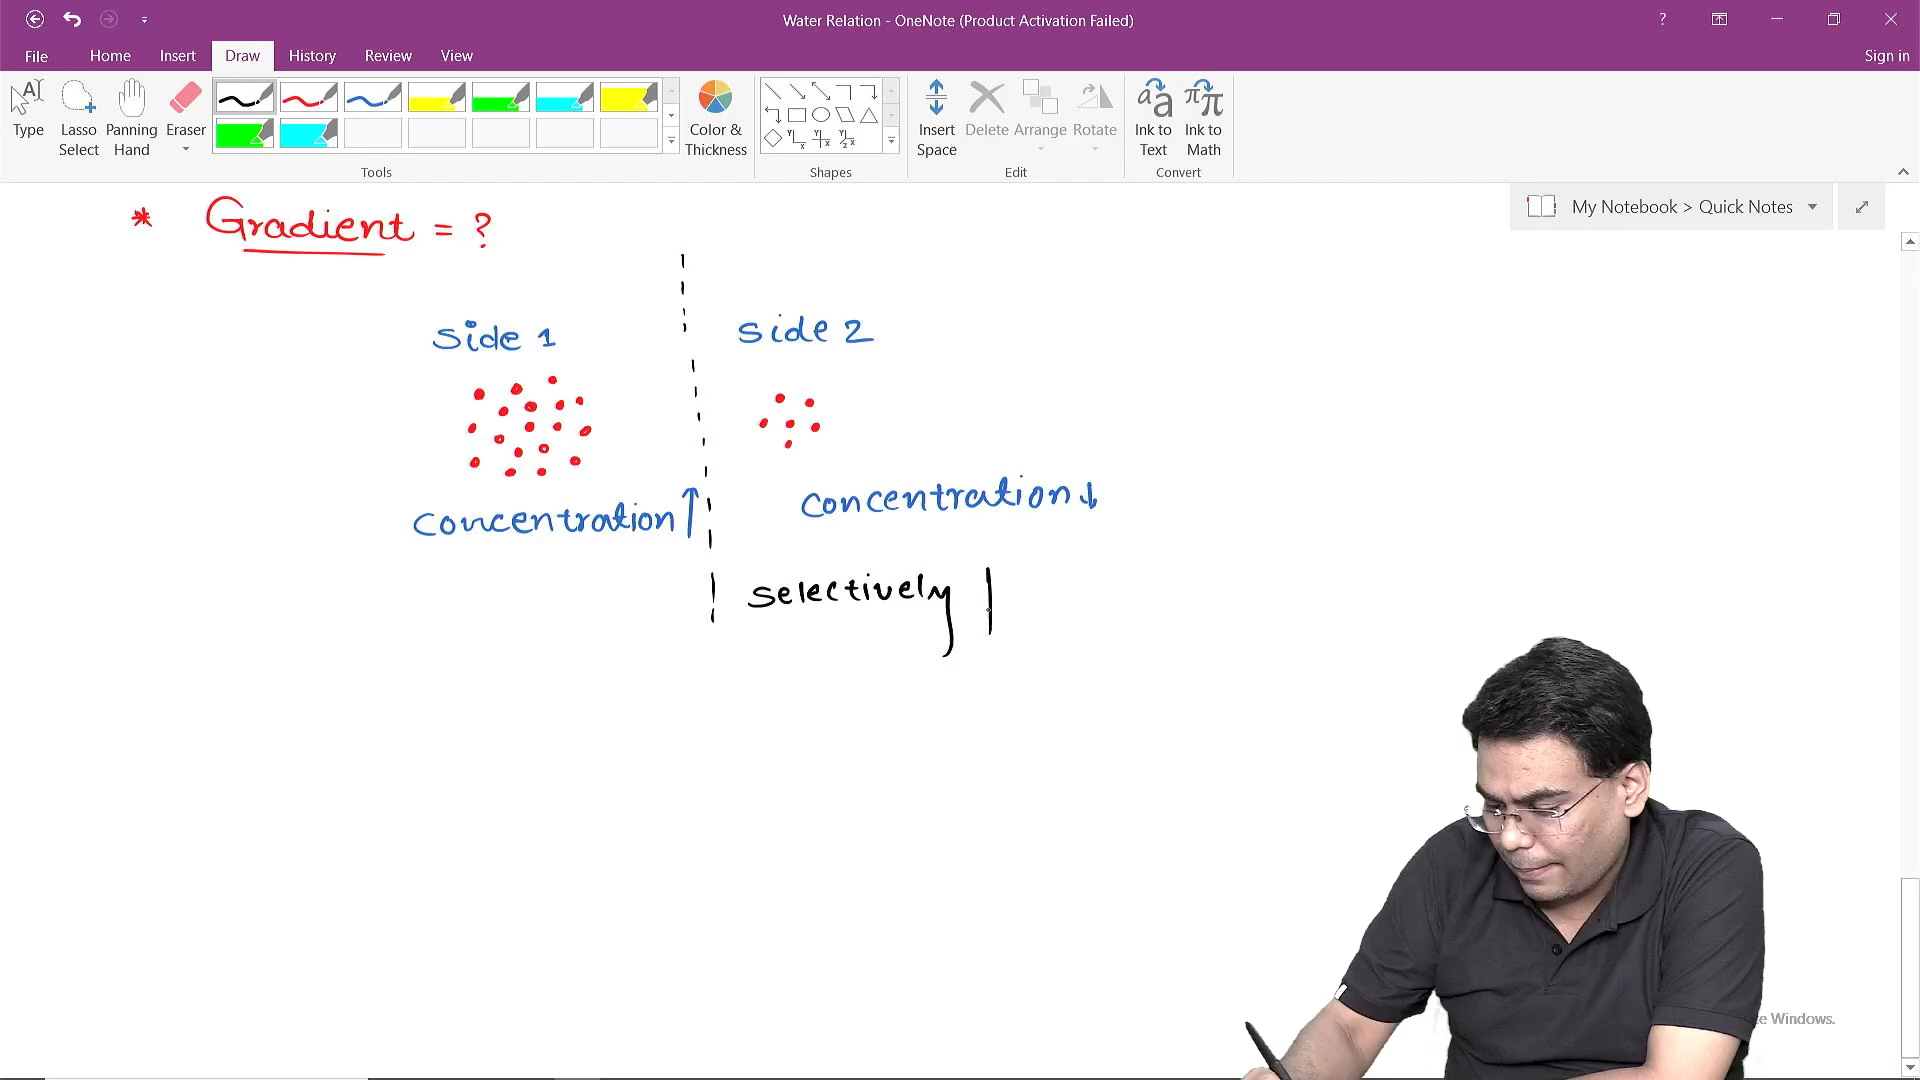 Water Relation - OneNote (Product Activation Failed)
?
File Home Insert Draw History Review View
Sign in
Type
Lasso Select
Panning Hand
Eraser
Color & Thickness
Insert Space
Delete
Arrange
Rotate
Ink to Text
Ink to Math
Tools
Shapes
Edit
Convert
My Notebook > Quick Notes
* Gradient = ?
Side 1
Side 2
concentration ↑
concentration ↓
selectively
Windows.